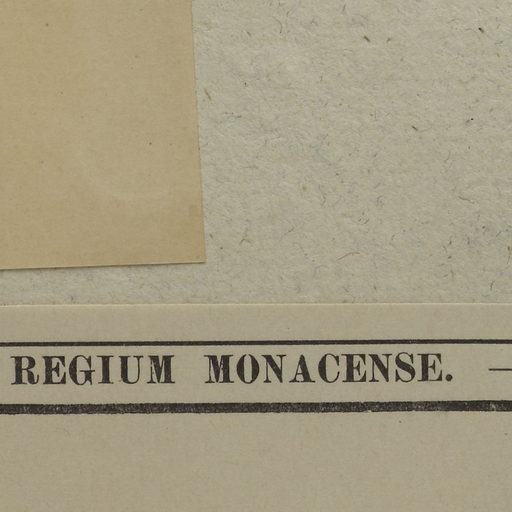 REGIUM MONACENSE. —